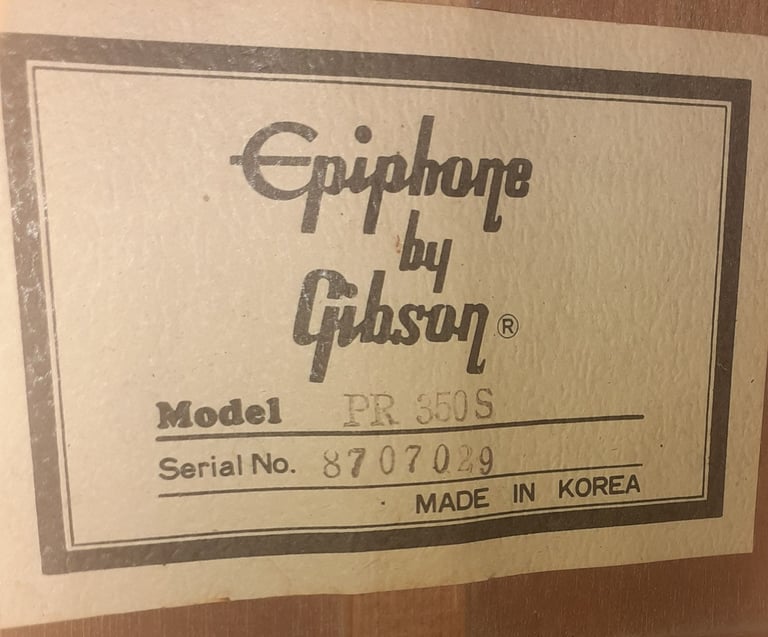 Epiphone
by
Gibson®
Model PR 350S
Serial No. 8707029
MADE IN KOREA